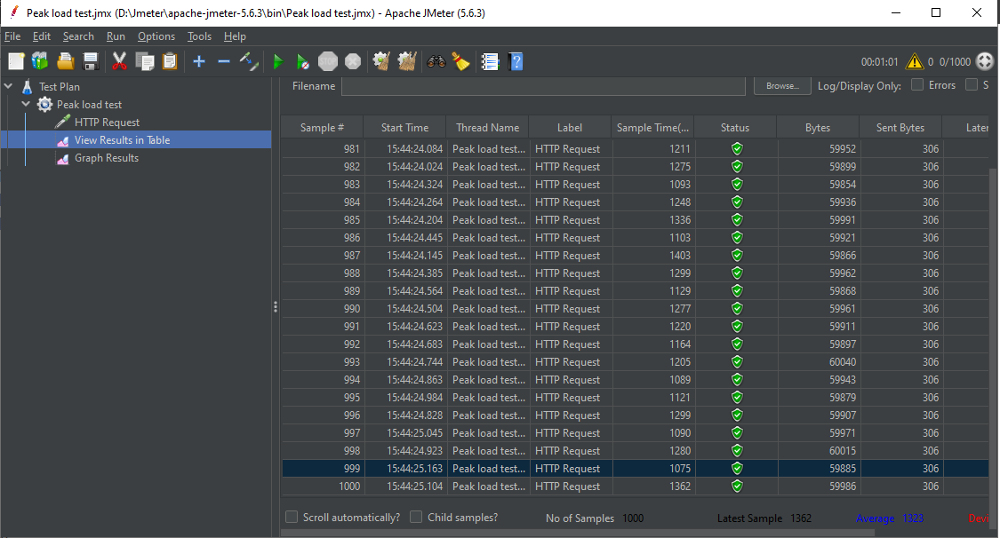 Peak load test.jmx (D:\Jmeter\apache-jmeter-5.6.3\bin\Peak load test.jmx) - Apache JMeter (5.6.3)
File Edit Search Run Options Tools Help
STOP 00:01:01 0 0/1000
Test Plan
Peak load test
HTTP Request
View Results in Table
Graph Results
Filename Browse... Log/Display Only: Errors S
Sample # Start Time Thread Name Label Sample Time(... Status Bytes Sent Bytes Later
981 15:44:24.084 Peak load test... HTTP Request 1211 59952 306
982 15:44:24.024 Peak load test... HTTP Request 1275 59899 306
983 15:44:24.324 Peak load test... HTTP Request 1093 59854 306
984 15:44:24.264 Peak load test... HTTP Request 1248 59936 306
985 15:44:24.204 Peak load test... HTTP Request 1336 59991 306
986 15:44:24.445 Peak load test... HTTP Request 1103 59921 306
987 15:44:24.145 Peak load test... HTTP Request 1403 59866 306
988 15:44:24.385 Peak load test... HTTP Request 1299 59962 306
989 15:44:24.564 Peak load test... HTTP Request 1129 59868 306
990 15:44:24.504 Peak load test... HTTP Request 1277 59961 306
991 15:44:24.623 Peak load test... HTTP Request 1220 59911 306
992 15:44:24.683 Peak load test... HTTP Request 1164 59897 306
993 15:44:24.744 Peak load test... HTTP Request 1205 60040 306
994 15:44:24.863 Peak load test... HTTP Request 1089 59943 306
995 15:44:24.984 Peak load test... HTTP Request 1121 59879 306
996 15:44:24.828 Peak load test... HTTP Request 1299 59907 306
997 15:44:25.045 Peak load test... HTTP Request 1090 59971 306
998 15:44:24.923 Peak load test... HTTP Request 1280 60015 306
999 15:44:25.163 Peak load test... HTTP Request 1075 59885 306
1000 15:44:25.104 Peak load test... HTTP Request 1362 59986 306
Scroll automatically? Child samples? No of Samples 1000 Latest Sample 1362 Average 1323 Devi